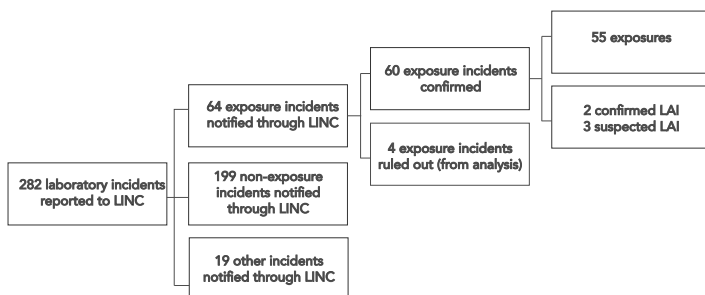 282 laboratory incidents
reported to LINC
64 exposure incidents
notified through LINC
199 non-exposure
incidents notified
through LINC
19 other incidents
notified through LINC
60 exposure incidents
confirmed
4 exposure incidents
ruled out (from analysis)
55 exposures
2 confirmed LAI
3 suspected LAI